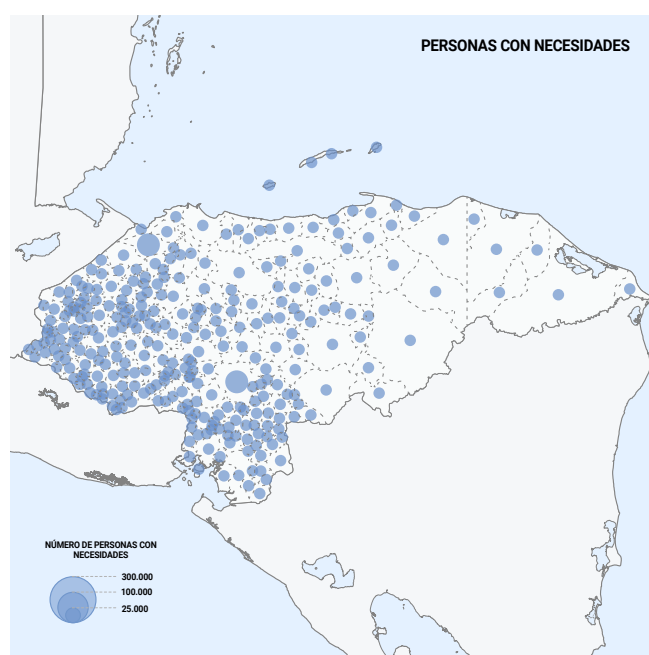 PERSONAS CON NECESIDADES
NÚMERO DE PERSONAS CON
NECESIDADES
300.000
100.000
25.000